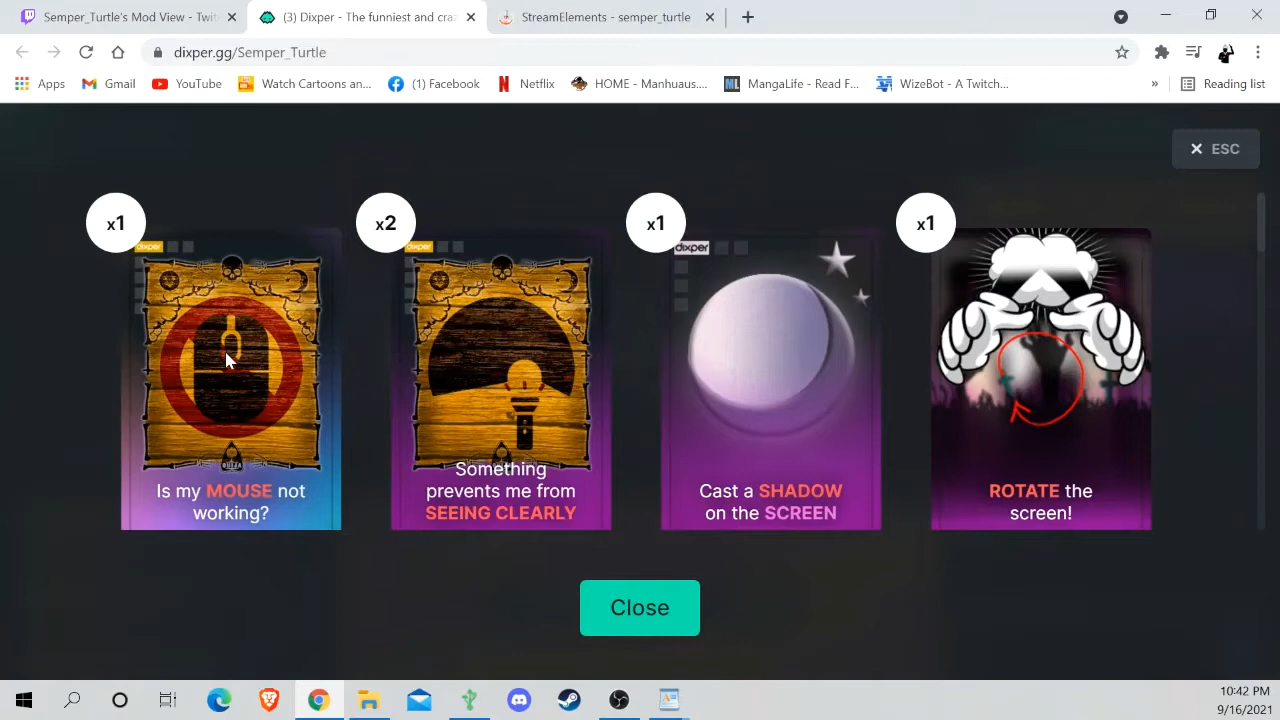 Semper_Turtle's Mod View - Twit
(3) Dixper - The funniest and craz
StreamElements - semper_turtle
dixper.gg/Semper_Turtle
Apps
Gmail
YouTube
Watch Cartoons an...
(1) Facebook
Netflix
HOME - Manhuaus....
MangaLife - Read F...
WizeBot - A Twitch...
»
Reading list
ESC
x1
x2
x1
x1
dixper
dixper
dixper
OUIJA
Is my MOUSE not
working?
Something
prevents me from
SEEING CLEARLY
Cast a SHADOW
on the SCREEN
ROTATE the
screen!
Close
10:42 PM
9/16/2021